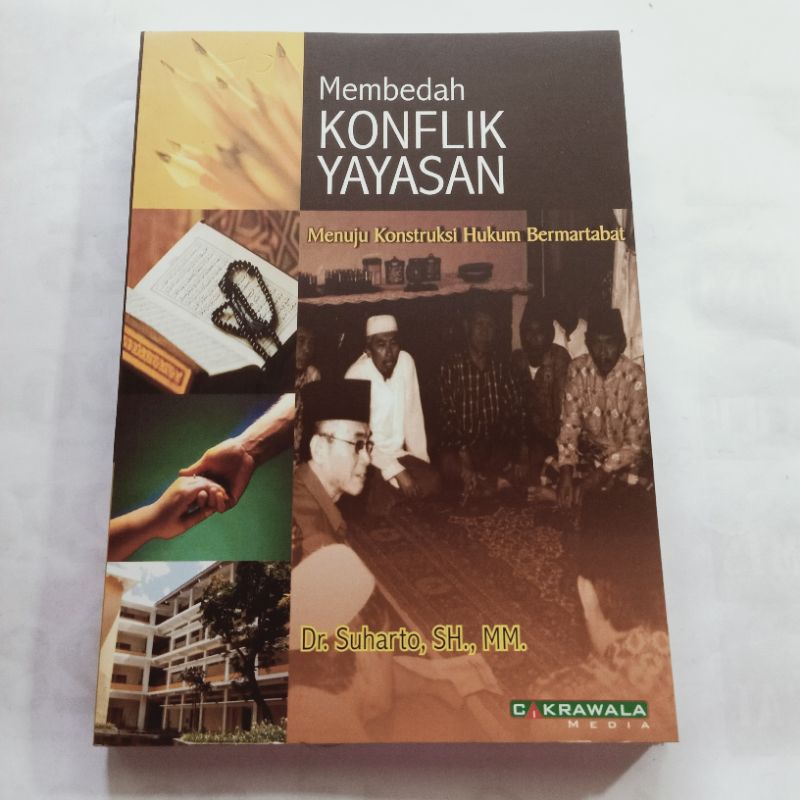 Membedah
KONFLIK
YAYASAN
Menuju Konstruksi Hukum Bermartabat
Dr. Suharto, SH., MM.
CAKRAWALA
MEDIA